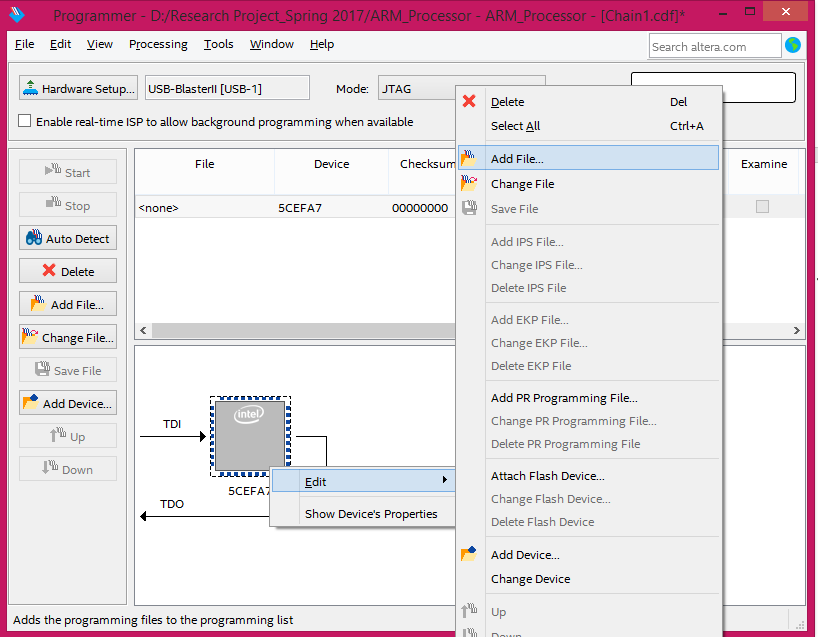 Programmer - D:/Research Project_Spring 2017/ARM_Processor - ARM_Processor - [Chain1.cdf]*
File Edit View Processing Tools Window Help
Search altera.com
Hardware Setup... USB-BlasterII [USB-1] Mode: JTAG
Enable real-time ISP to allow background programming when available
Start
Stop
Auto Detect
Delete
Add File...
Change File...
Save File
Add Device...
Up
Down
File Device Checksum Examine
<none> 5CEFA7 00000000
TDI
intel
5CEFA7
TDO
Edit
Show Device's Properties
Delete Del
Select All Ctrl+A
Add File...
Change File
Save File
Add IPS File...
Change IPS File...
Delete IPS File
Add EKP File...
Change EKP File...
Delete EKP File
Add PR Programming File...
Change PR Programming File...
Delete PR Programming File
Attach Flash Device...
Change Flash Device...
Delete Flash Device
Add Device...
Change Device
Up
Down
Adds the programming files to the programming list